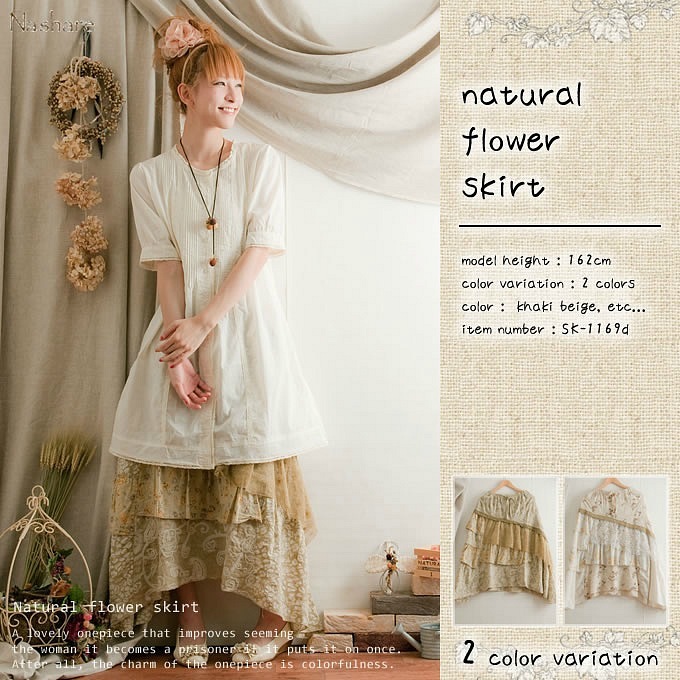 Nashare
natural
flower
skirt
model height : 162cm
color variation : 2 colors
color : khaki beige, etc...
item number : SK-1169d
NATURAL
Natural flower skirt
A lovely onepiece that improves seeming
the woman it becomes a prisoner if it puts it on once.
After all, the charm of the onepiece is colorfulness.
2 color variation